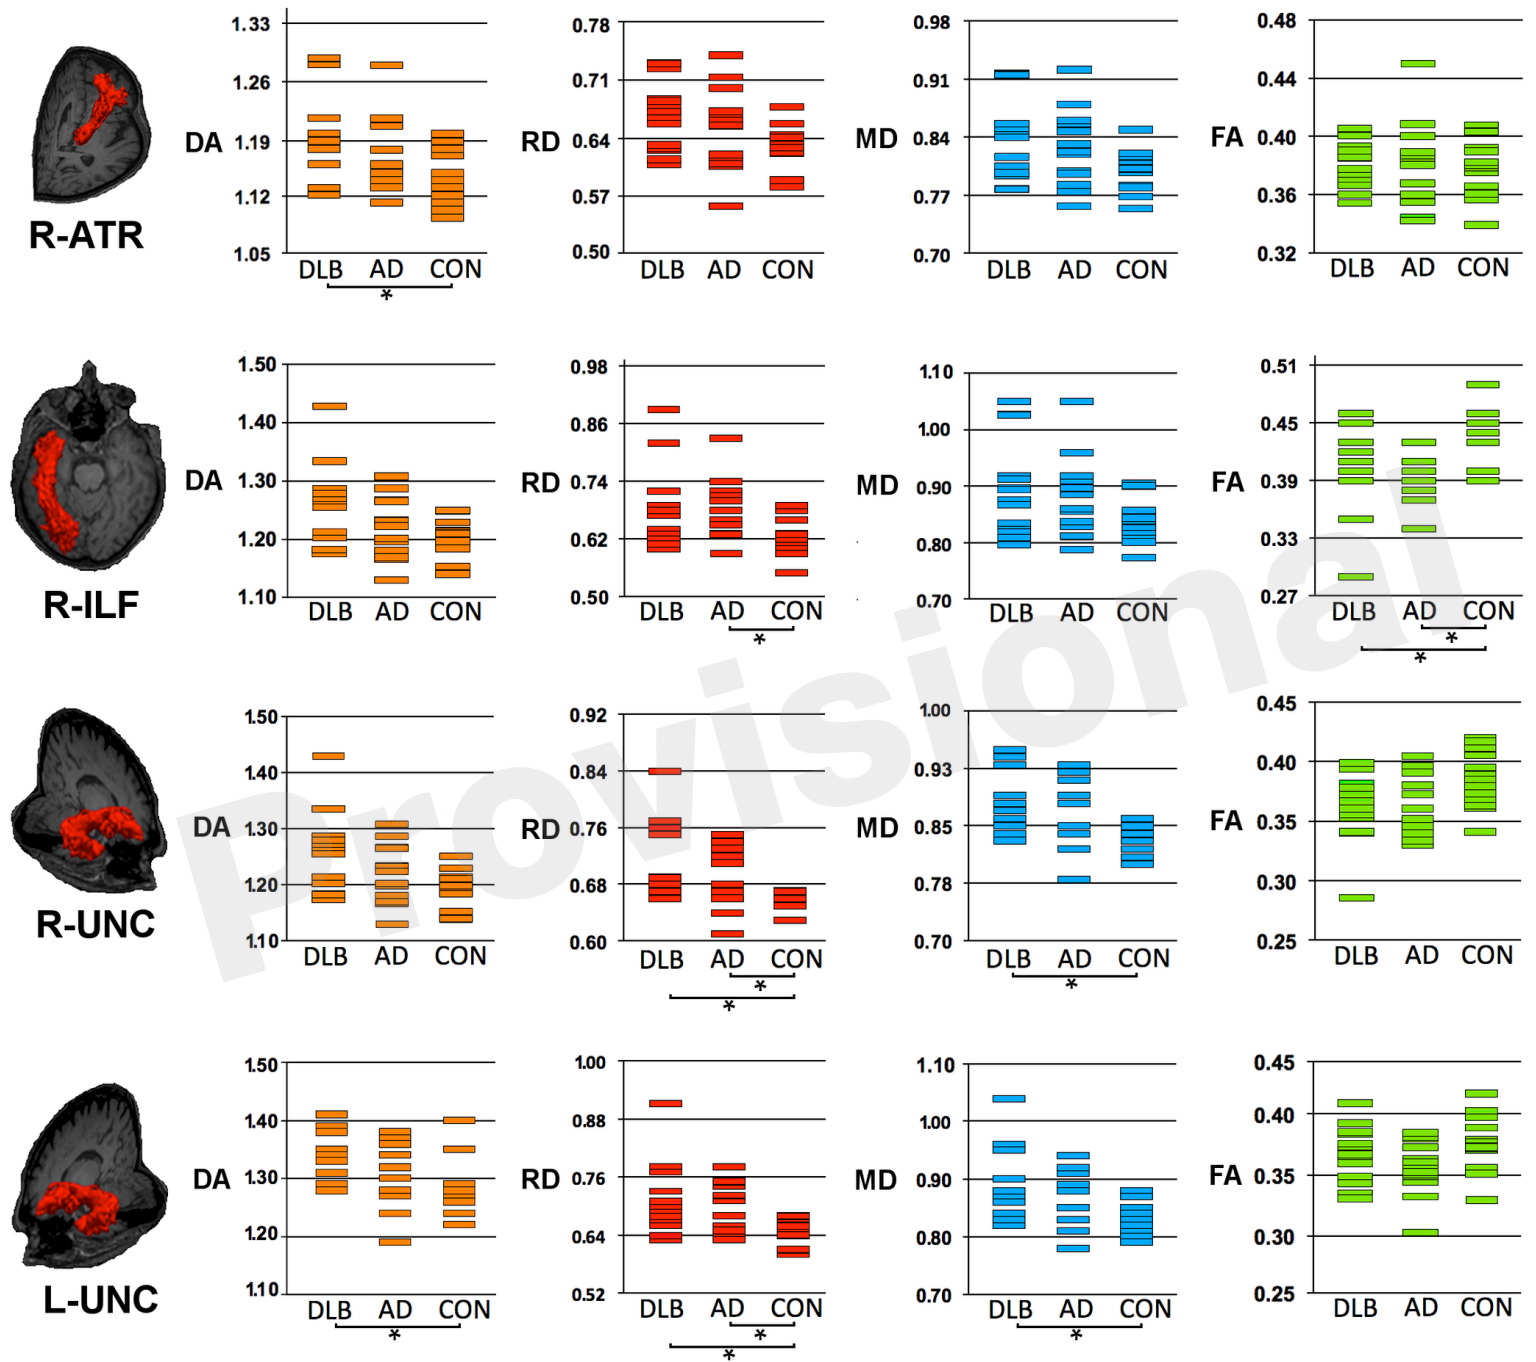 1.33
1.26
DA 1.19
1.12
1.05
DLB AD CON
*
0.78
0.71
RD 0.64
0.57
0.50
DLB AD CON
0.98
0.91
MD 0.84
0.77
0.70
DLB AD CON
0.48
0.44
FA 0.40
0.36
0.32
DLB AD CON
R-ATR
1.50
1.40
DA 1.30
1.20
1.10
DLB AD CON
0.98
0.86
RD 0.74
0.62
0.50
DLB AD CON
*
1.10
1.00
MD 0.90
0.80
0.70
DLB AD CON
0.51
0.45
FA 0.39
0.33
0.27
DLB AD CON
*
*
R-ILF
1.50
1.40
DA 1.30
1.20
1.10
DLB AD CON
0.92
0.84
RD 0.76
0.68
0.60
DLB AD CON
*
*
1.00
0.93
MD 0.85
0.78
0.70
DLB AD CON
*
0.45
0.40
FA 0.35
0.30
0.25
DLB AD CON
R-UNC
1.50
1.40
DA 1.30
1.20
1.10
DLB AD CON
*
1.00
0.88
RD 0.76
0.64
0.52
DLB AD CON
*
*
1.10
1.00
MD 0.90
0.80
0.70
DLB AD CON
*
0.45
0.40
FA 0.35
0.30
0.25
DLB AD CON
L-UNC
Provisional